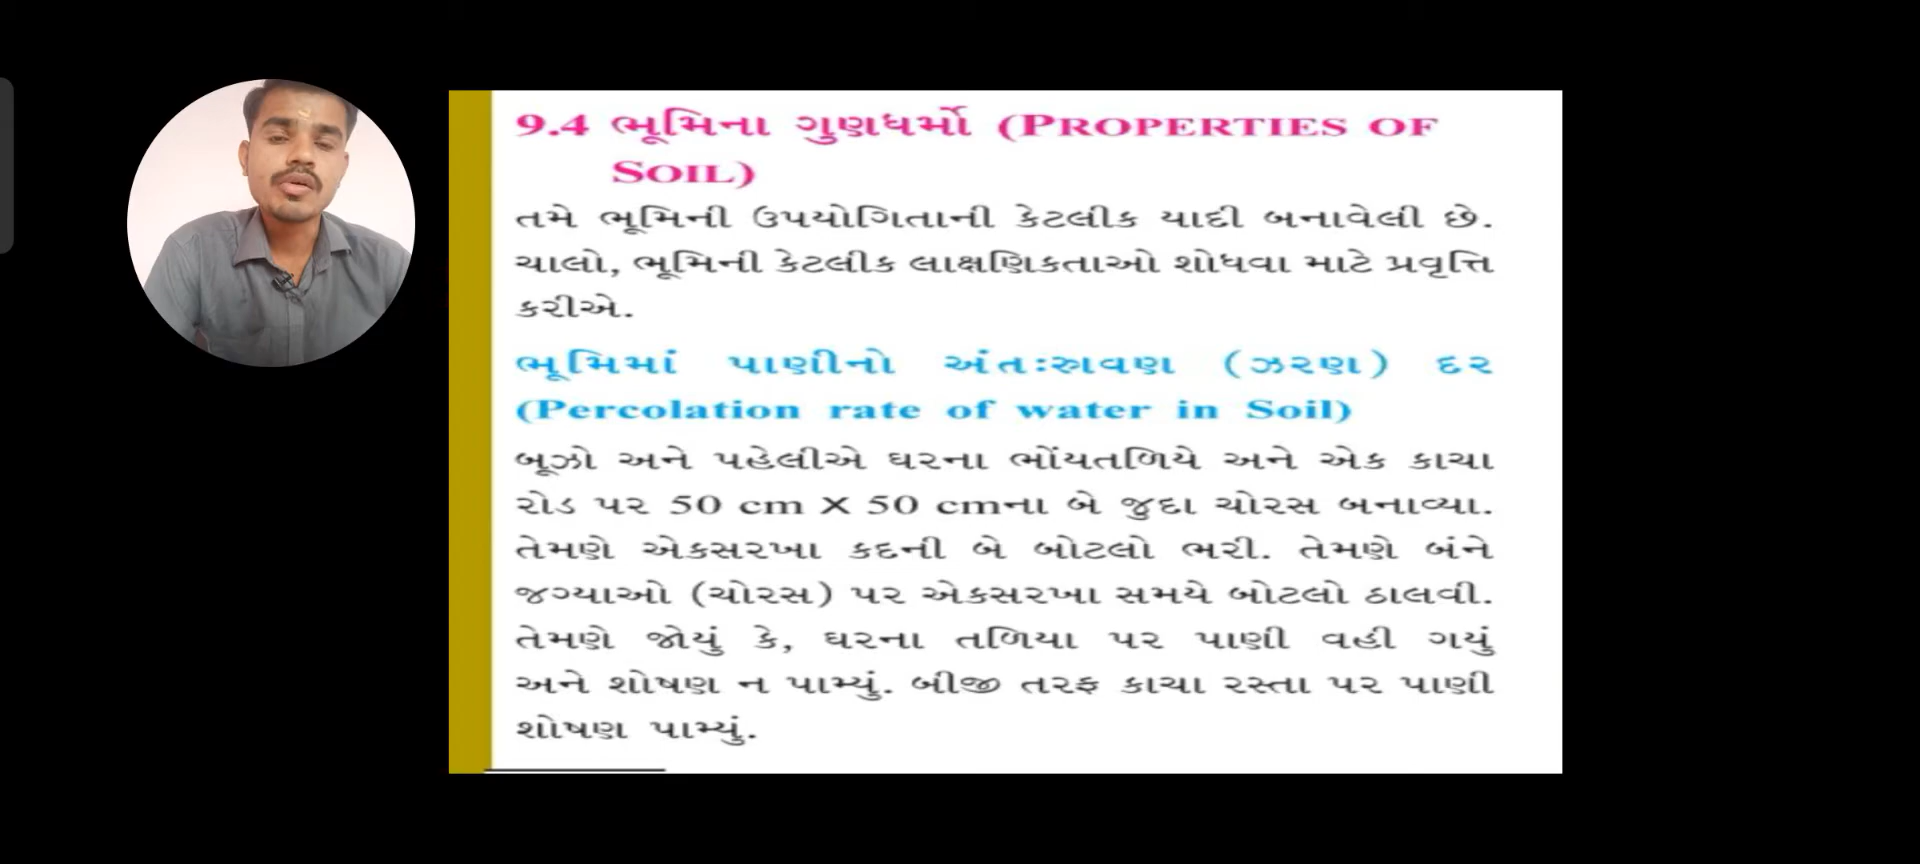 9.4 ભૂમિના ગુણધર્મો (PROPERTIES OF
SOIL)
તમે ભૂમિની ઉપયોગિતાની કેટલીક યાદી બનાવેલી છે.
ચાલો, ભૂમિની કેટલીક લાક્ષણિકતાઓ શોધવા માટે પ્રવૃત્તિ
કરીએ.
ભૂમિમાં પાણીનો અંતઃસ્રાવણ (ઝરણ) દર
(Percolation rate of water in Soil)
બૂઝો અને પહેલીએ ઘરના ભોંયતળિયે અને એક કાચા
રોડ પર 50 cm X 50 cmના બે જુદા ચોરસ બનાવ્યા.
તેમણે એકસરખા કદની બે બોટલો ભરી. તેમણે બંને
જગ્યાઓ (ચોરસ) પર એકસરખા સમયે બોટલો ઠાલવી.
તેમણે જોયું કે, ઘરના તળિયા પર પાણી વહી ગયું
અને શોષણ ન પામ્યું. બીજી તરફ કાચા રસ્તા પર પાણી
શોષણ પામ્યું.